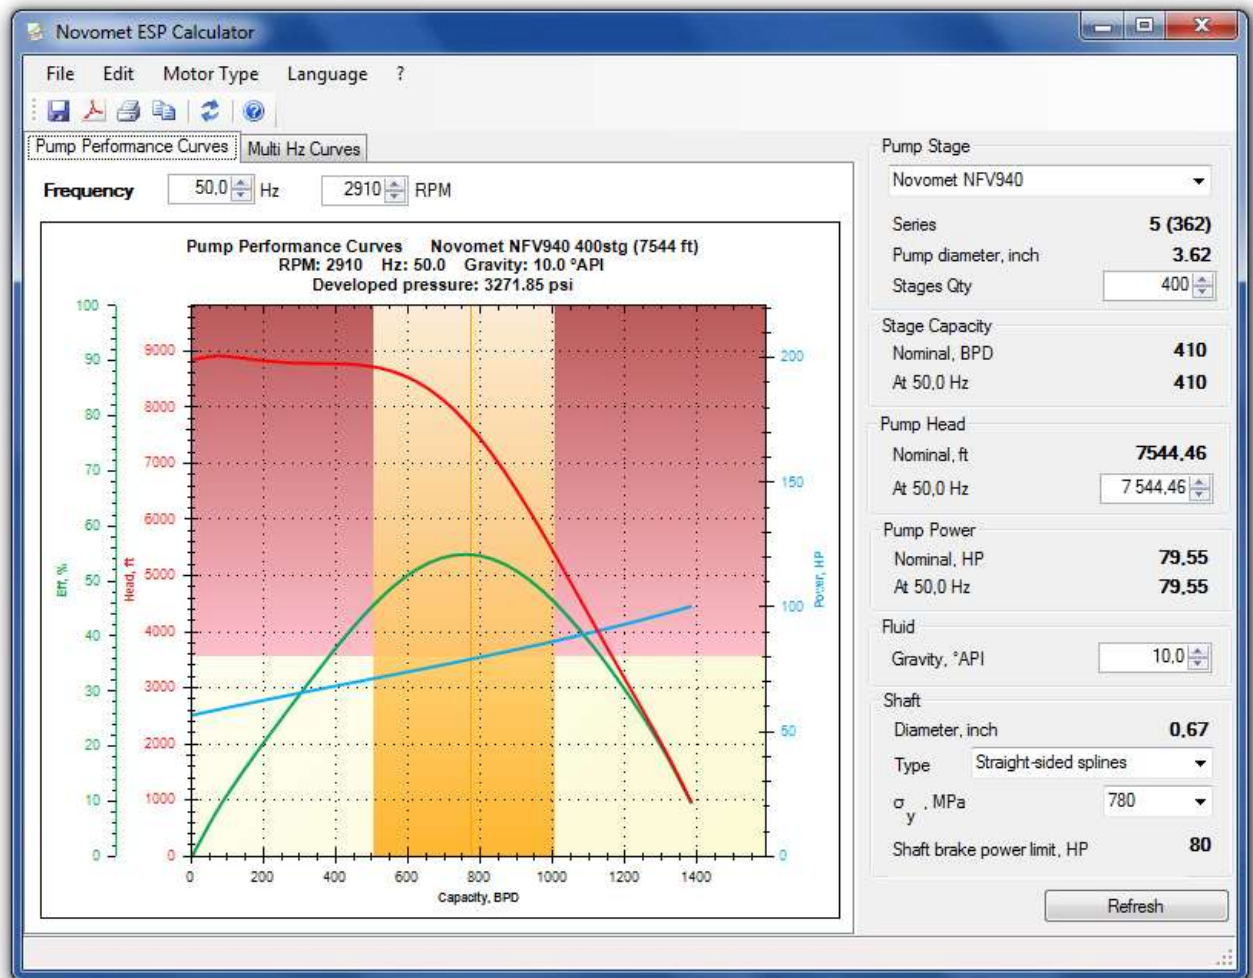 Novomet ESP Calculator
File Edit Motor Type Language ?
Pump Performance Curves Multi Hz Curves
Frequency 50,0 Hz 2910 RPM
Pump Performance Curves Novomet NFV940 400stg (7544 ft)
RPM: 2910 Hz: 50.0 Gravity: 10.0 °API
Developed pressure: 3271.85 psi
100
90
80
70
60
50
40
30
20
10
0
Eff, %
9000
8000
7000
6000
5000
4000
3000
2000
1000
0
Head, ft
200
150
100
50
0
Power, HP
0 200 400 600 800 1000 1200 1400
Capacity, BPD
Pump Stage
Novomet NFV940
Series 5 (362)
Pump diameter, inch 3.62
Stages Qty 400
Stage Capacity
Nominal, BPD 410
At 50,0 Hz 410
Pump Head
Nominal, ft 7544,46
At 50,0 Hz 7 544,46
Pump Power
Nominal, HP 79,55
At 50,0 Hz 79,55
Fluid
Gravity, °API 10,0
Shaft
Diameter, inch 0,67
Type Straight-sided splines
σy , MPa 780
Shaft brake power limit, HP 80
Refresh